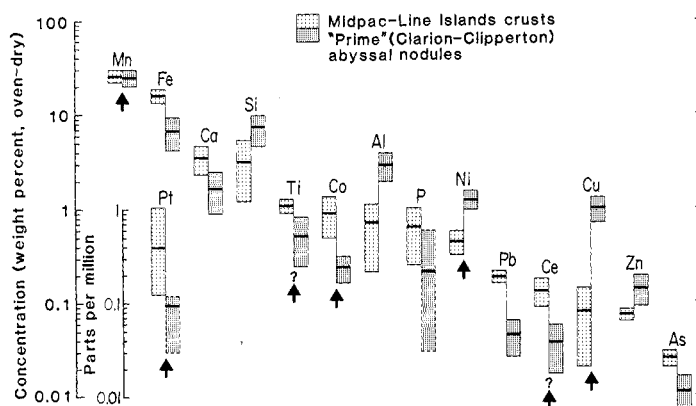 Midpac-Line Islands crusts
"Prime" (Clarion-Clipperton)
abyssal nodules
Concentration (weight percent, oven-dry)
Parts per million
100
10
1
0.1
0.01
1
0.1
0.01
Mn
Fe
Pt
Ca
Si
Ti
?
Co
Al
P
Ni
Pb
Ce
?
Cu
Zn
As